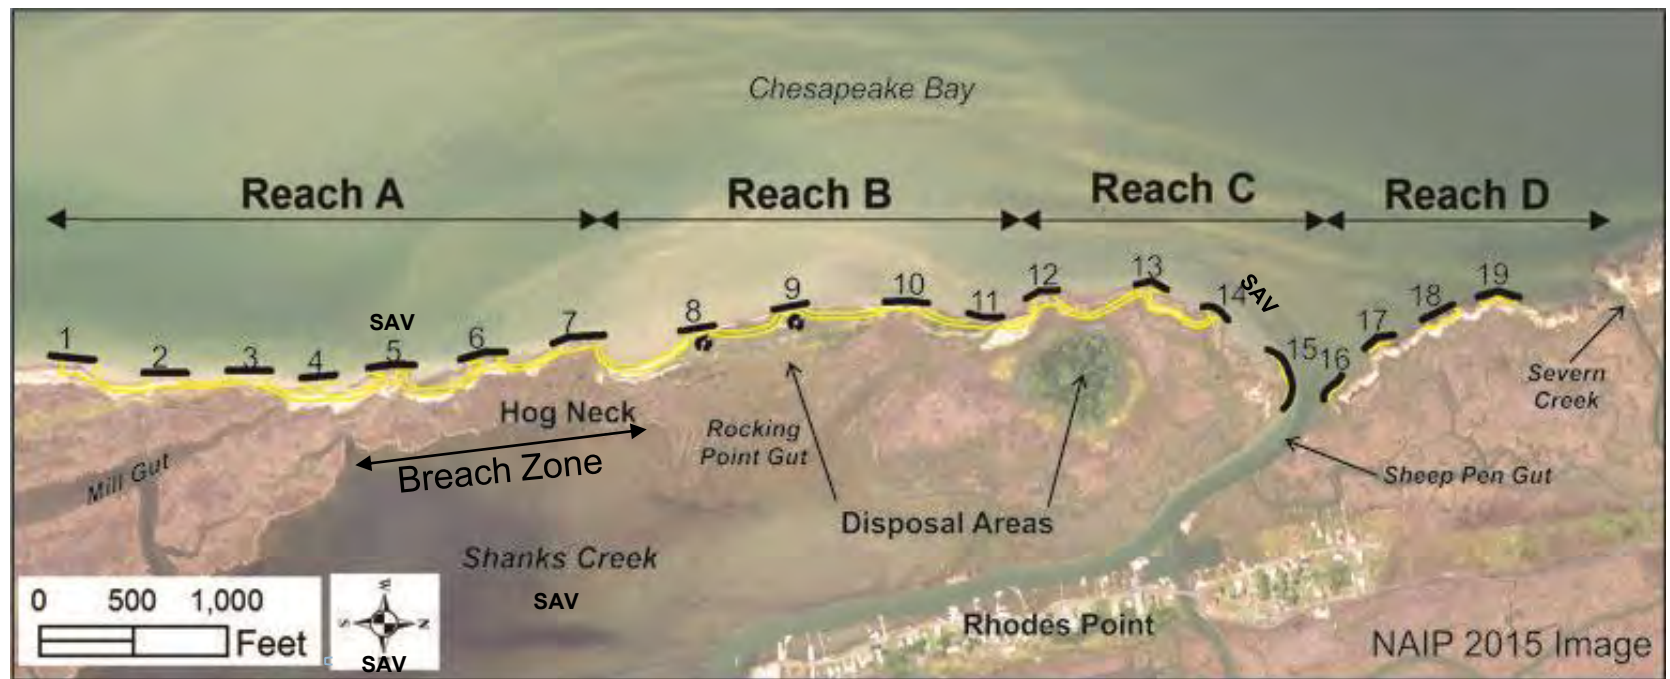 Chesapeake Bay
Reach A
Reach B
Reach C
Reach D
1
2
3
4
SAV
5
6
7
8
9
10
11
12
13
14
SAV
15
16
17
18
19
Severn
Creek
Hog Neck
Breach Zone
Mill Gut
Rocking
Point Gut
Sheep Pen Gut
Disposal Areas
Shanks Creek
SAV
Rhodes Point
0 500 1,000
Feet
W
S
N
E
SAV
NAIP 2015 Image